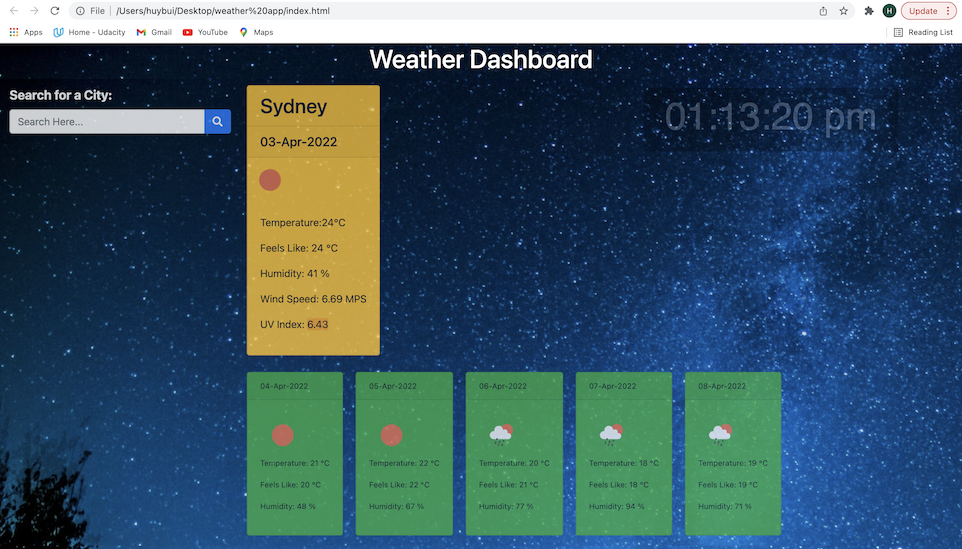 File
/Users/huybui/Desktop/weather%20app/index.html
H
Update
Apps
Home - Udacity
Gmail
YouTube
Maps
Reading List
Weather Dashboard
Search for a City:
Search Here...
01:13:20 pm
Sydney
03-Apr-2022
Temperature:24°C
Feels Like: 24 °C
Humidity: 41 %
Wind Speed: 6.69 MPS
UV Index: 6.43
04-Apr-2022
Temperature: 21 °C
Feels Like: 20 °C
Humidity: 48 %
05-Apr-2022
Temperature: 22 °C
Feels Like: 22 °C
Humidity: 67 %
06-Apr-2022
Temperature: 20 °C
Feels Like: 21 °C
Humidity: 77 %
07-Apr-2022
Temperature: 18 °C
Feels Like: 18 °C
Humidity: 94 %
08-Apr-2022
Temperature: 19 °C
Feels Like: 19 °C
Humidity: 71 %